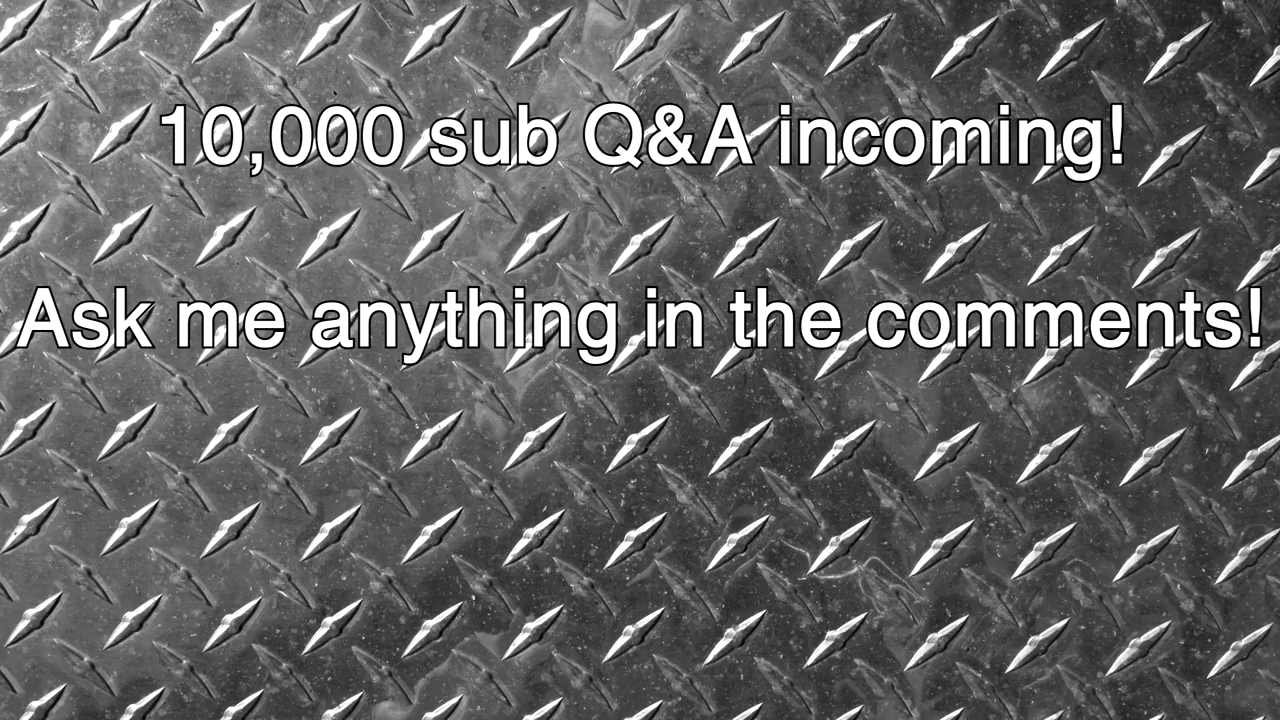 10,000 sub Q&A incoming!
Ask me anything in the comments!